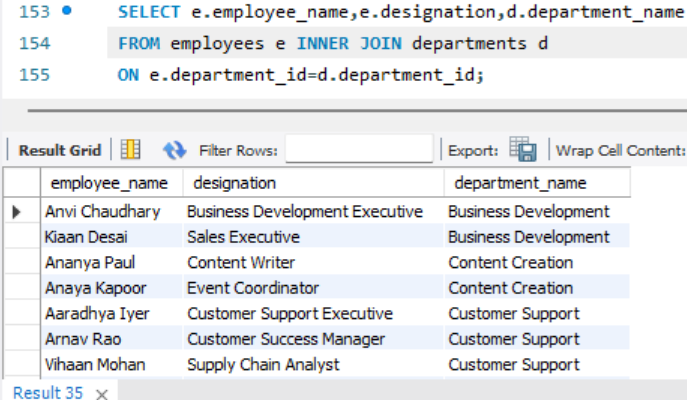 153 SELECT e.employee_name,e.designation,d.department_name
154 FROM employees e INNER JOIN departments d
155 ON e.department_id=d.department_id;
Result Grid Filter Rows: Export: Wrap Cell Content:
employee_name designation department_name
Anvi Chaudhary Business Development Executive Business Development
Kiaan Desai Sales Executive Business Development
Ananya Paul Content Writer Content Creation
Anaya Kapoor Event Coordinator Content Creation
Aaradhya Iyer Customer Support Executive Customer Support
Arnav Rao Customer Success Manager Customer Support
Vihaan Mohan Supply Chain Analyst Customer Support
Result 35